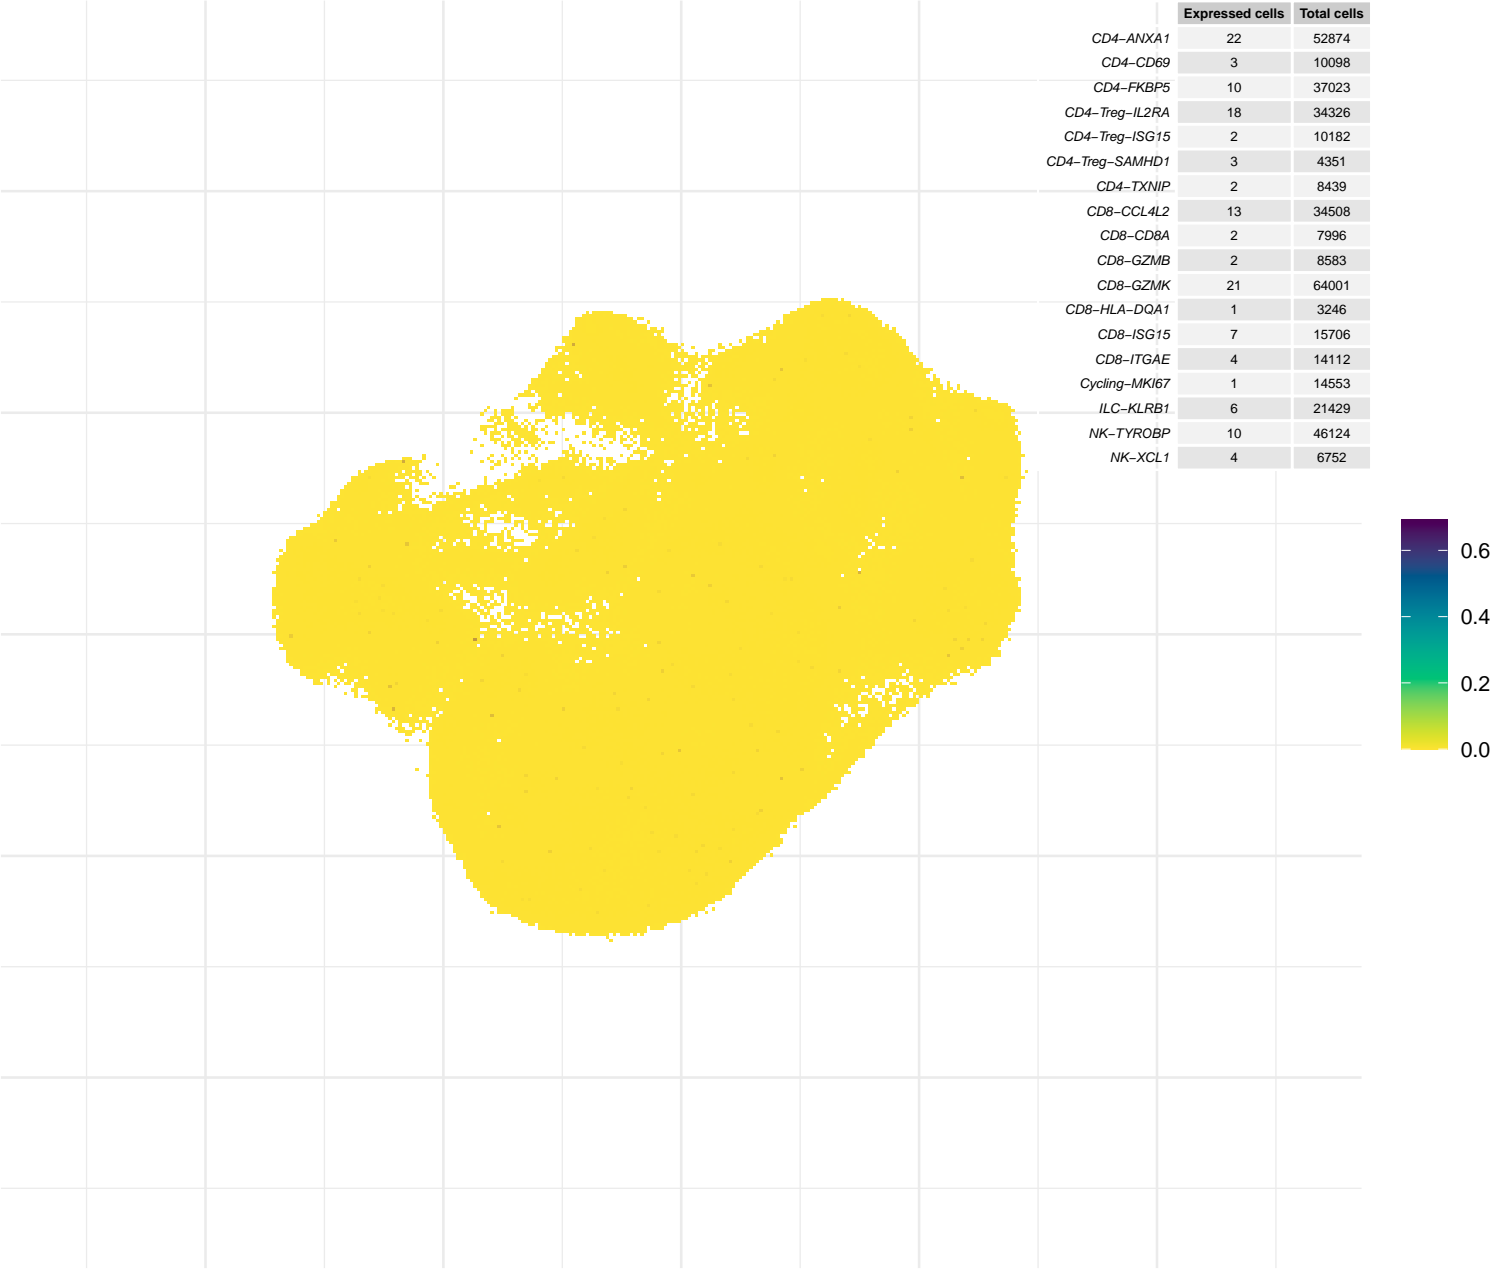 Expressed cells Total cells
CD4−ANXA1 22 52874
CD4−CD69 3 10098
CD4−FKBP5 10 37023
CD4−Treg−IL2RA 18 34326
CD4−Treg−ISG15 2 10182
CD4−Treg−SAMHD1 3 4351
CD4−TXNIP 2 8439
CD8−CCL4L2 13 34508
CD8−CD8A 2 7996
CD8−GZMB 2 8583
CD8−GZMK 21 64001
CD8−HLA−DQA1 1 3246
CD8−ISG15 7 15706
CD8−ITGAE 4 14112
Cycling−MKI67 1 14553
ILC−KLRB1 6 21429
NK−TYROBP 10 46124
NK−XCL1 4 6752
0.6
0.4
0.2
0.0